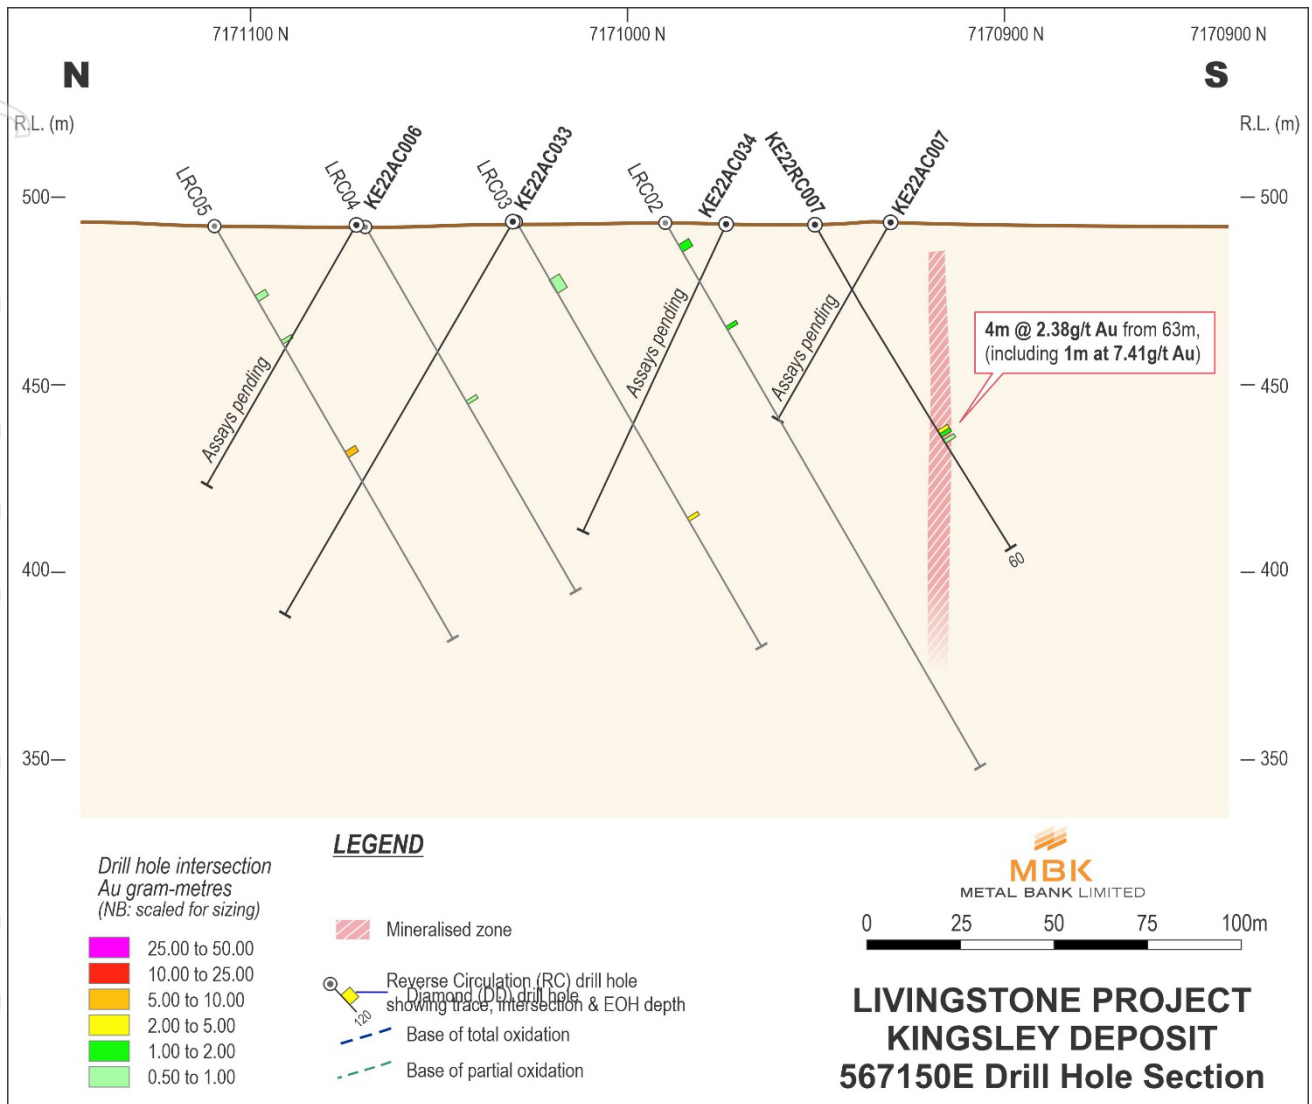 7171100 N
7171000 N
7170900 N
7170900 N
N
S
R.L. (m)
R.L. (m)
LRC05
LRC04
KE22AC006
LRC03
KE22AC033
LRC02
KE22AC034
KE22RC007
KE22AC007
500
500
450
450
400
400
350
350
Assays pending
Assays pending
Assays pending
4m @ 2.38g/t Au from 63m,
(including 1m at 7.41g/t Au)
60
LEGEND
Drill hole intersection
Au gram-metres
(NB: scaled for sizing)
25.00 to 50.00
10.00 to 25.00
5.00 to 10.00
2.00 to 5.00
1.00 to 2.00
0.50 to 1.00
Mineralised zone
Reverse Circulation (RC) drill hole
Diamond (DD) drill hole
showing trace, intersection & EOH depth
120
Base of total oxidation
Base of partial oxidation
MBK
METAL BANK LIMITED
0 25 50 75 100m
LIVINGSTONE PROJECT
KINGSLEY DEPOSIT
567150E Drill Hole Section